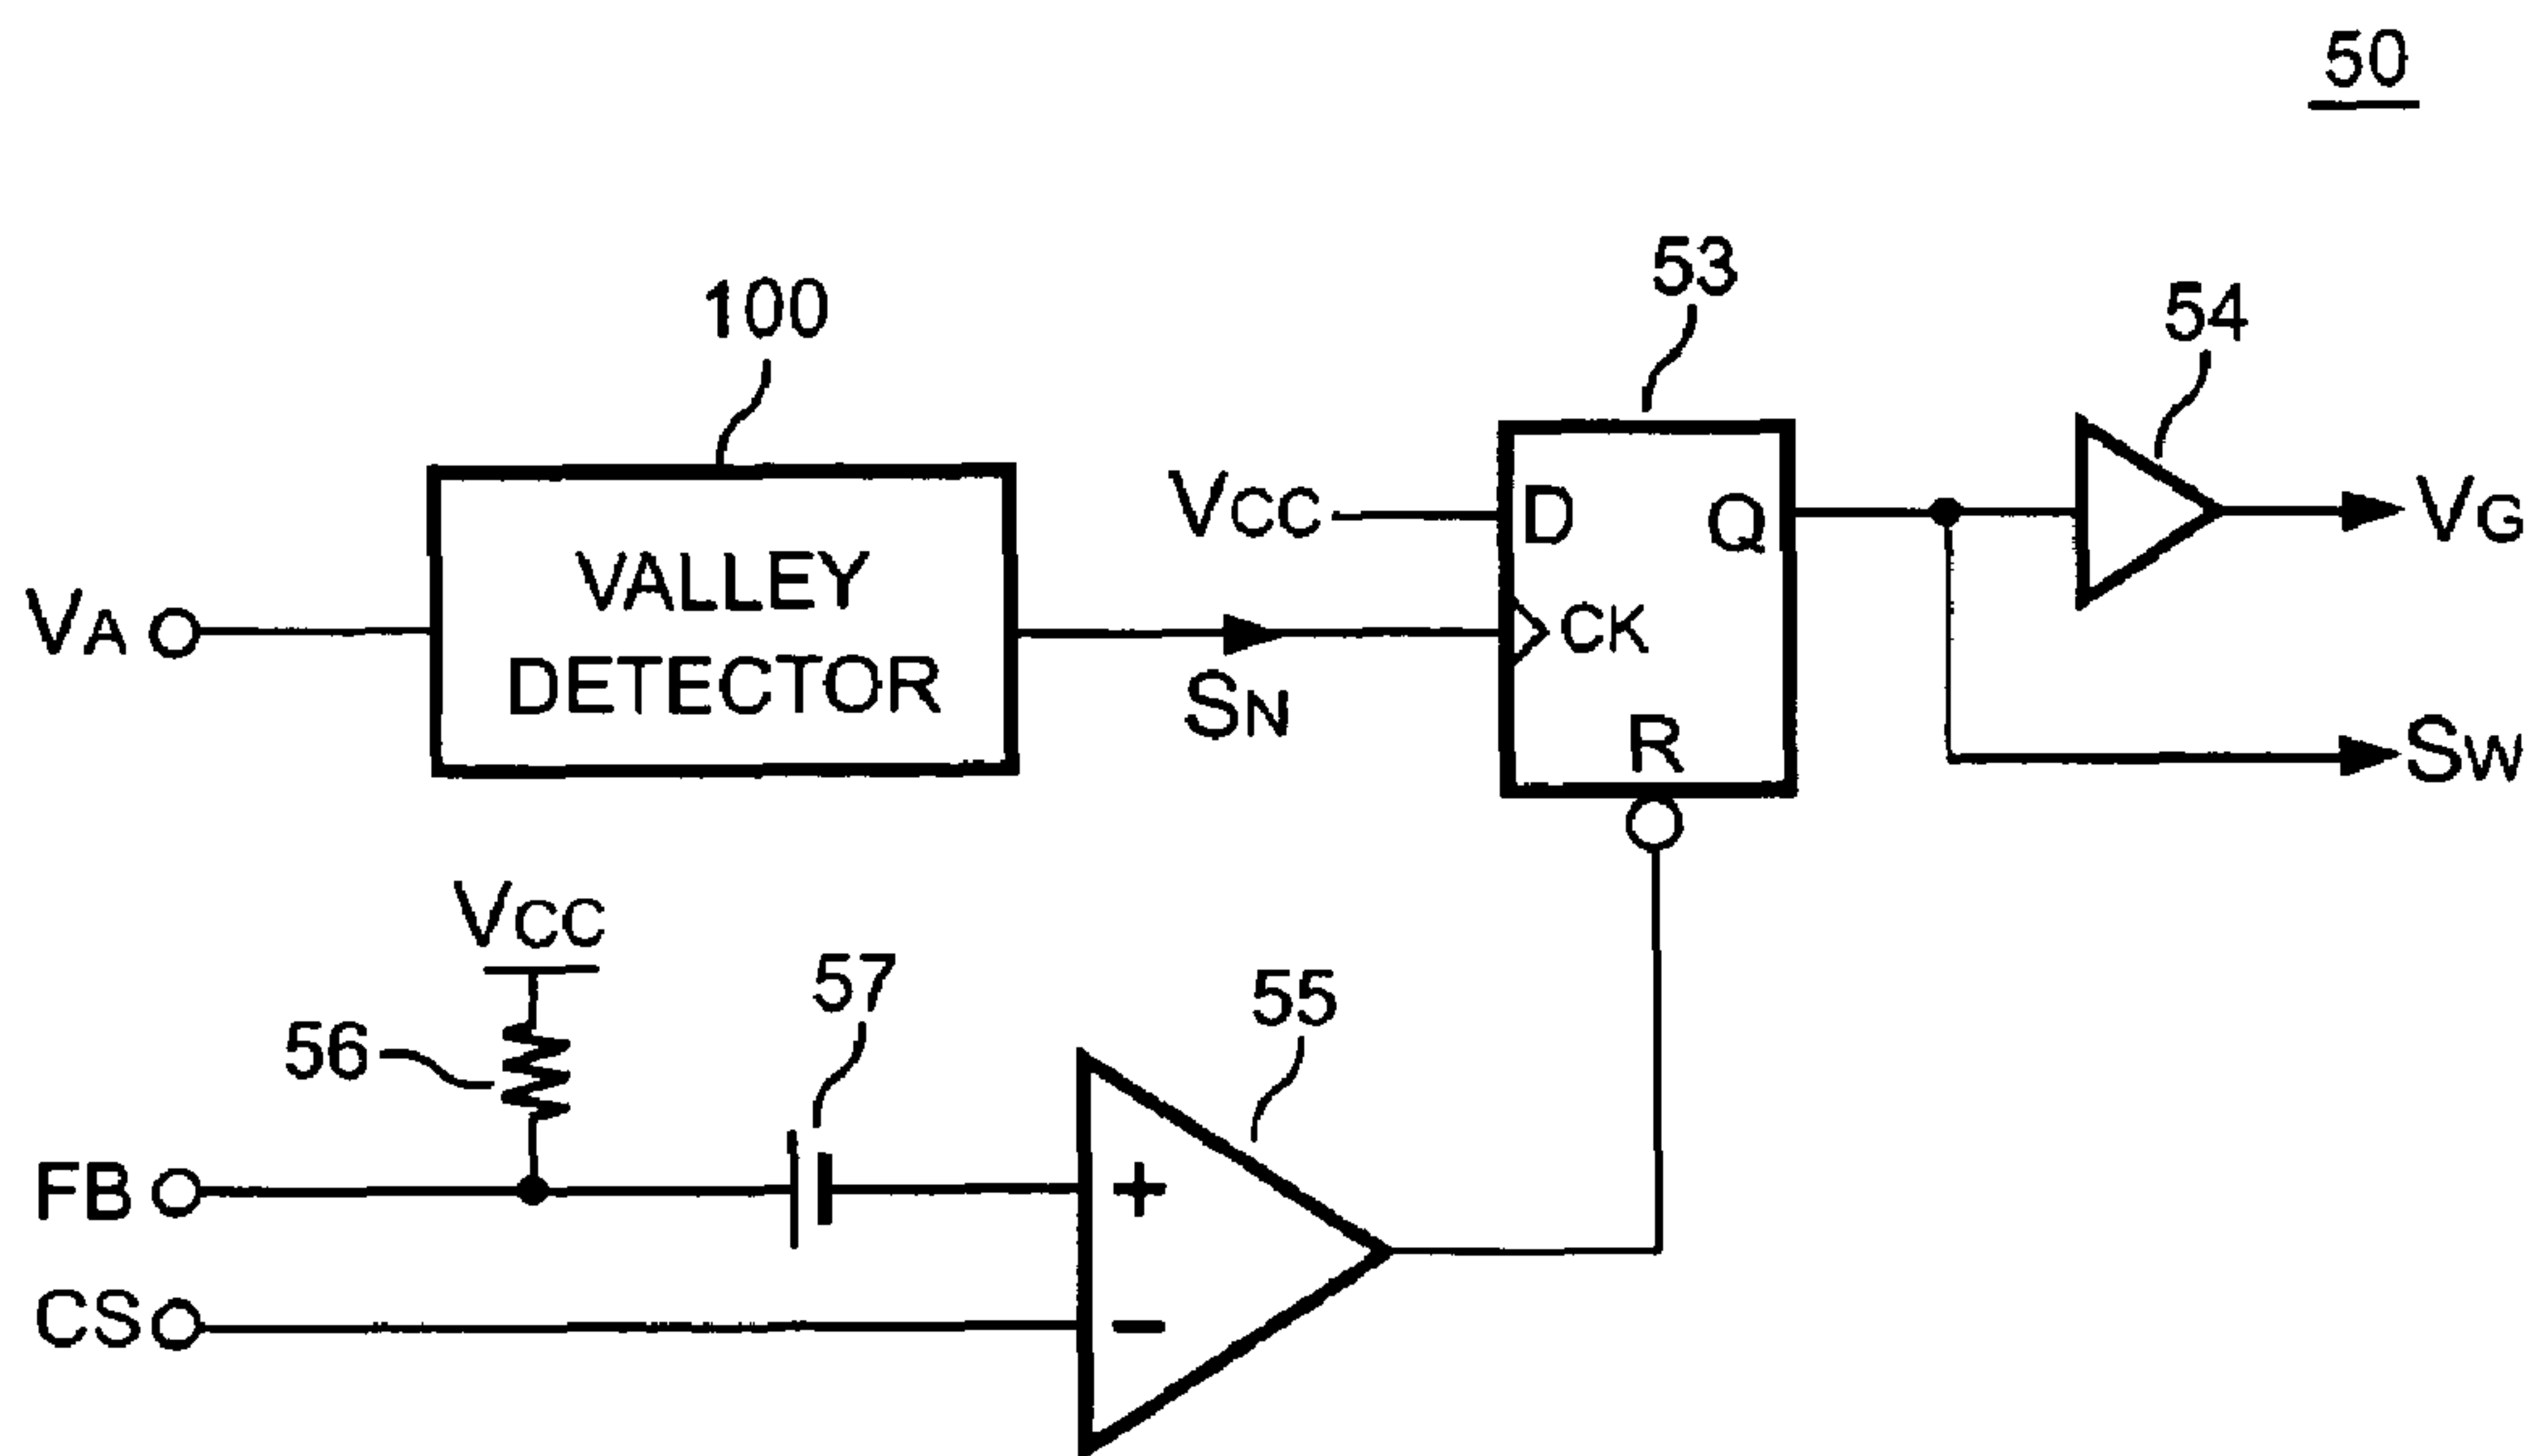 50
100
53
54
VCC
D
Q
VG
VALLEY
DETECTOR
VA
CK
SN
R
SW
VCC
57
55
56
FB
+
CS
−